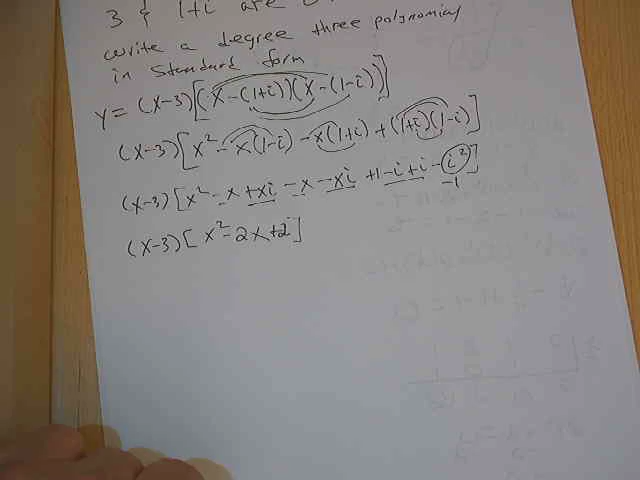 3 & 1+i are
write a degree three polynomial
in standard form
y = (x-3)[(x-(1+i))(x-(1-i))]
(x-3)[x²-x(1-i)-x(1+i)+(1+i)(1-i)]
(x-3)[x²-x+xi-x-xi+1-i+i-i²]
-1
(x-3)[x²-2x+2]